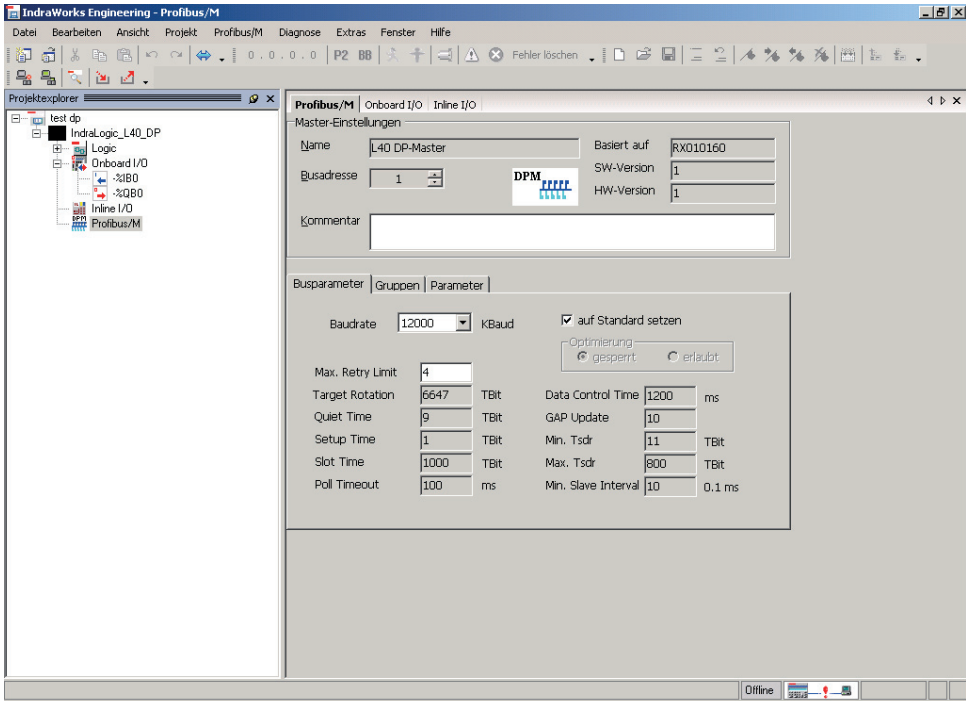 IndraWorks Engineering - Profibus/M
Datei Bearbeiten Ansicht Projekt Profibus/M Diagnose Extras Fenster Hilfe
0 . 0 . 0 . 0 P2 BB Fehler löschen
Projektexplorer
test dp
IndraLogic_L40_DP
Logic
Onboard I/O
-%IB0
-%QB0
Inline I/O
DPM Profibus/M
Profibus/M Onboard I/O Inline I/O
Master-Einstellungen
Name L40 DP-Master Basiert auf RX010160
Busadresse 1 DPM SW-Version 1
HW-Version 1
Kommentar
Busparameter Gruppen Parameter
Baudrate 12000 KBaud auf Standard setzen
Optimierung
gesperrt erlaubt
Max. Retry Limit 4
Target Rotation 6647 TBit Data Control Time 1200 ms
Quiet Time 9 TBit GAP Update 10
Setup Time 1 TBit Min. Tsdr 11 TBit
Slot Time 1000 TBit Max. Tsdr 800 TBit
Poll Timeout 100 ms Min. Slave Interval 10 0.1 ms
Offline